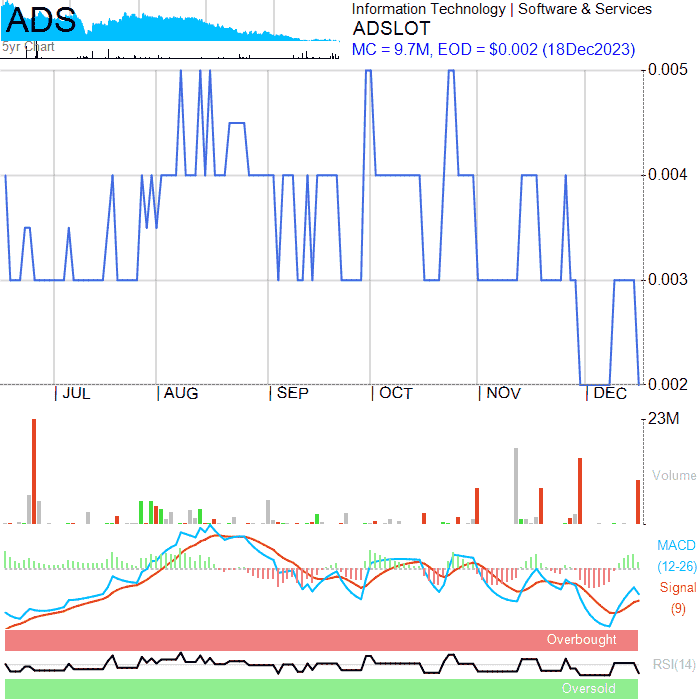 ADS
5yr Chart
Information Technology | Software & Services
ADSLOT
MC = 9.7M, EOD = $0.002 (18Dec2023)
0.005
0.004
0.003
0.002
| JUL | AUG | SEP | OCT | NOV | DEC
23M
Volume
MACD
(12-26)
Signal
(9)
Overbought
RSI(14)
Oversold